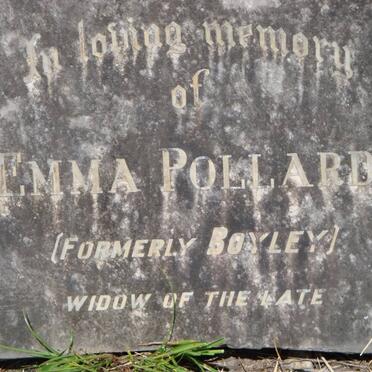 In loving memory
of
EMMA POLLARD
(FORMERLY BOYLEY)
WIDOW OF THE LATE